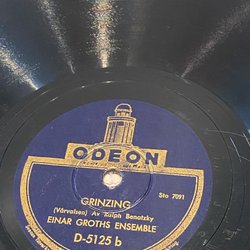 ODEON
GRINZING
Sto 7091
(Vårvalsen) Av Ralph Benatzky
EINAR GROTHS ENSEMBLE
D-5125 b